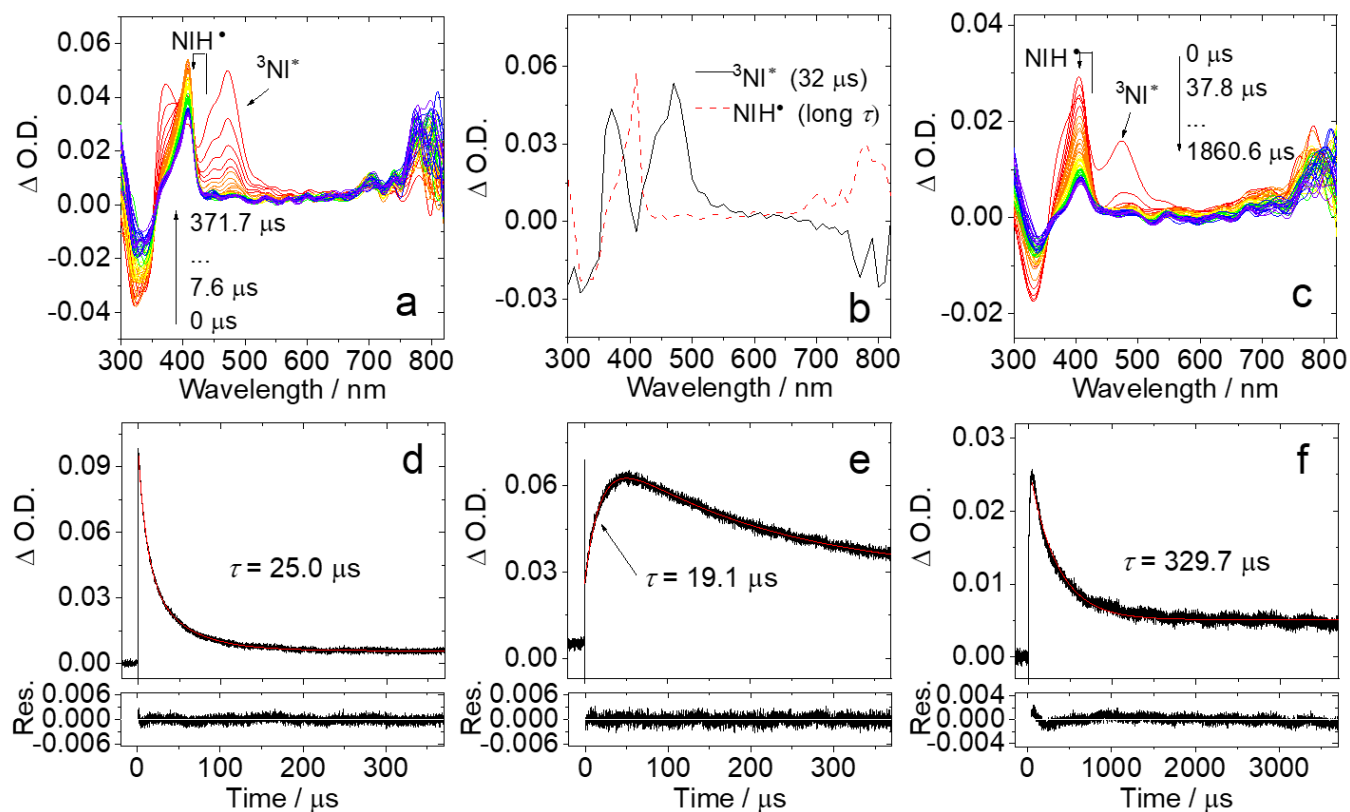 0.06
0.04
0.02
0.00
-0.02
-0.04
Δ O.D.
NIH•
³NI*
371.7 μs
...
7.6 μs
0 μs
a
300 400 500 600 700 800
Wavelength / nm
0.06
0.03
0.00
-0.03
Δ O.D.
³NI* (32 μs)
NIH• (long τ)
b
300 400 500 600 700 800
Wavelength / nm
0.04
0.02
0.00
-0.02
Δ O.D.
NIH•
³NI*
0 μs
37.8 μs
...
1860.6 μs
c
300 400 500 600 700 800
Wavelength / nm
0.09
0.06
0.03
0.00
Δ O.D.
d
τ = 25.0 μs
0.006
0.000
-0.006
Res.
0 100 200 300
Time / μs
0.06
0.03
0.00
Δ O.D.
e
τ = 19.1 μs
0.006
0.000
-0.006
Res.
0 100 200 300
Time / μs
0.03
0.02
0.01
0.00
Δ O.D.
f
τ = 329.7 μs
0.004
0.000
-0.004
Res.
0 1000 2000 3000
Time / μs